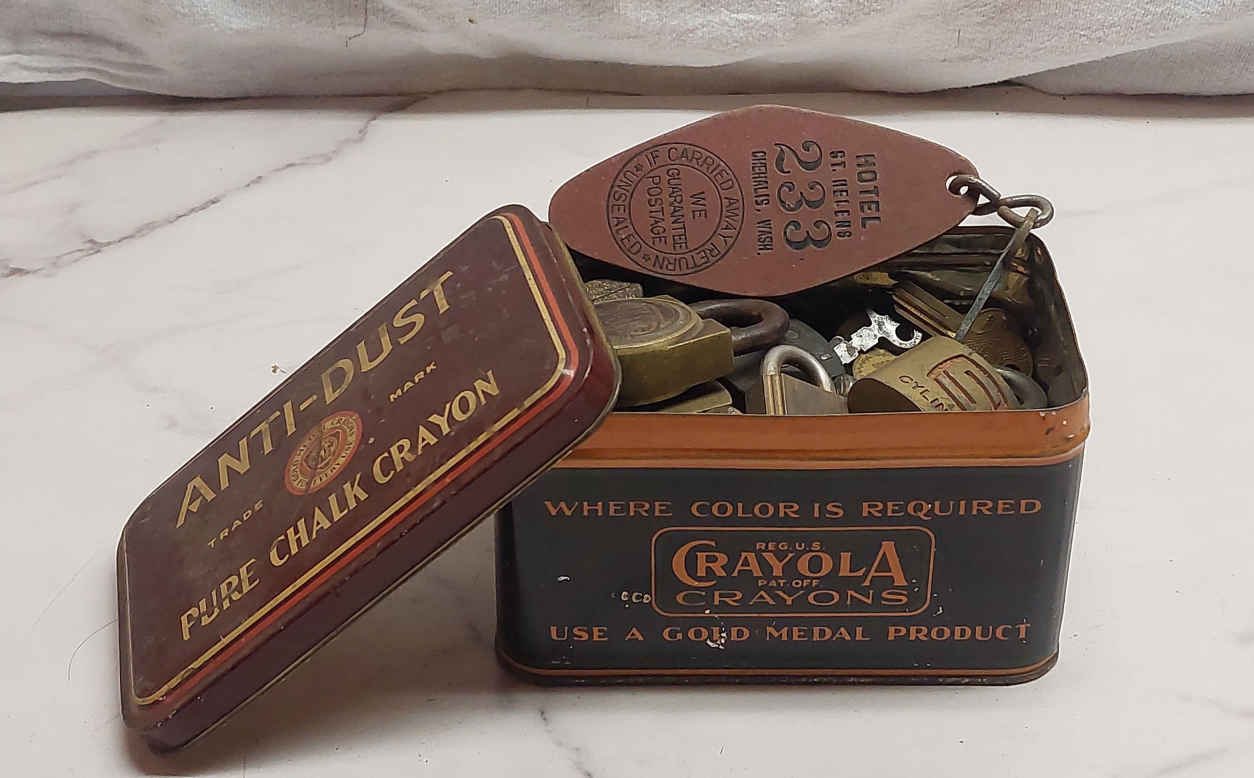 HOTEL
ST. HELENS
233
CHEHALIS, WASH.
IF CARRIED AWAY RETURN * UNSEALED *
WE
GUARANTEE
POSTAGE
ANTI-DUST
TRADE MARK
PURE CHALK CRAYON
CYLIN
WHERE COLOR IS REQUIRED
REG. U.S.
CRAYOLA
PAT. OFF.
CRAYONS
USE A GOLD MEDAL PRODUCT